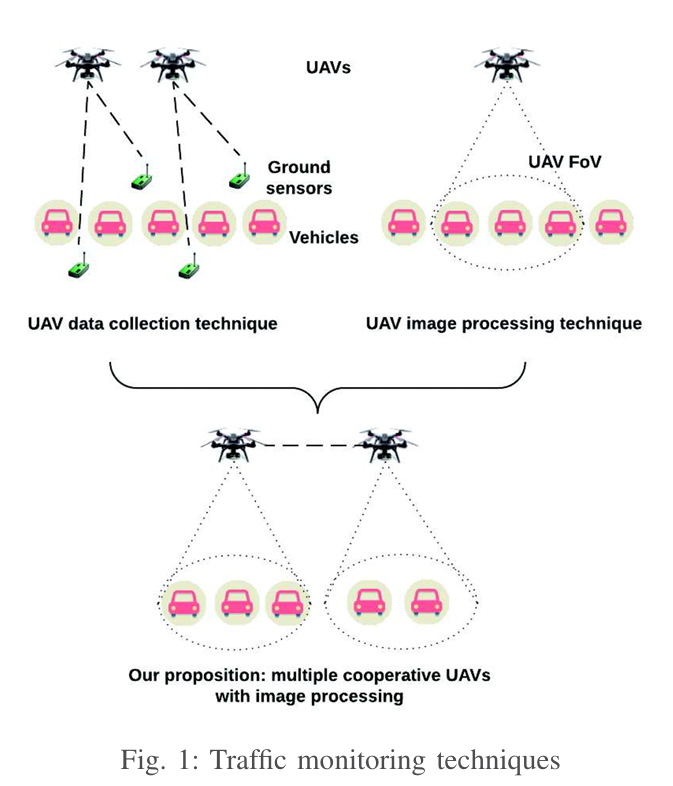 UAVs
UAV FoV
Ground
sensors
Vehicles
UAV data collection technique
UAV image processing technique
Our proposition: multiple cooperative UAVs
with image processing
Fig. 1: Traffic monitoring techniques